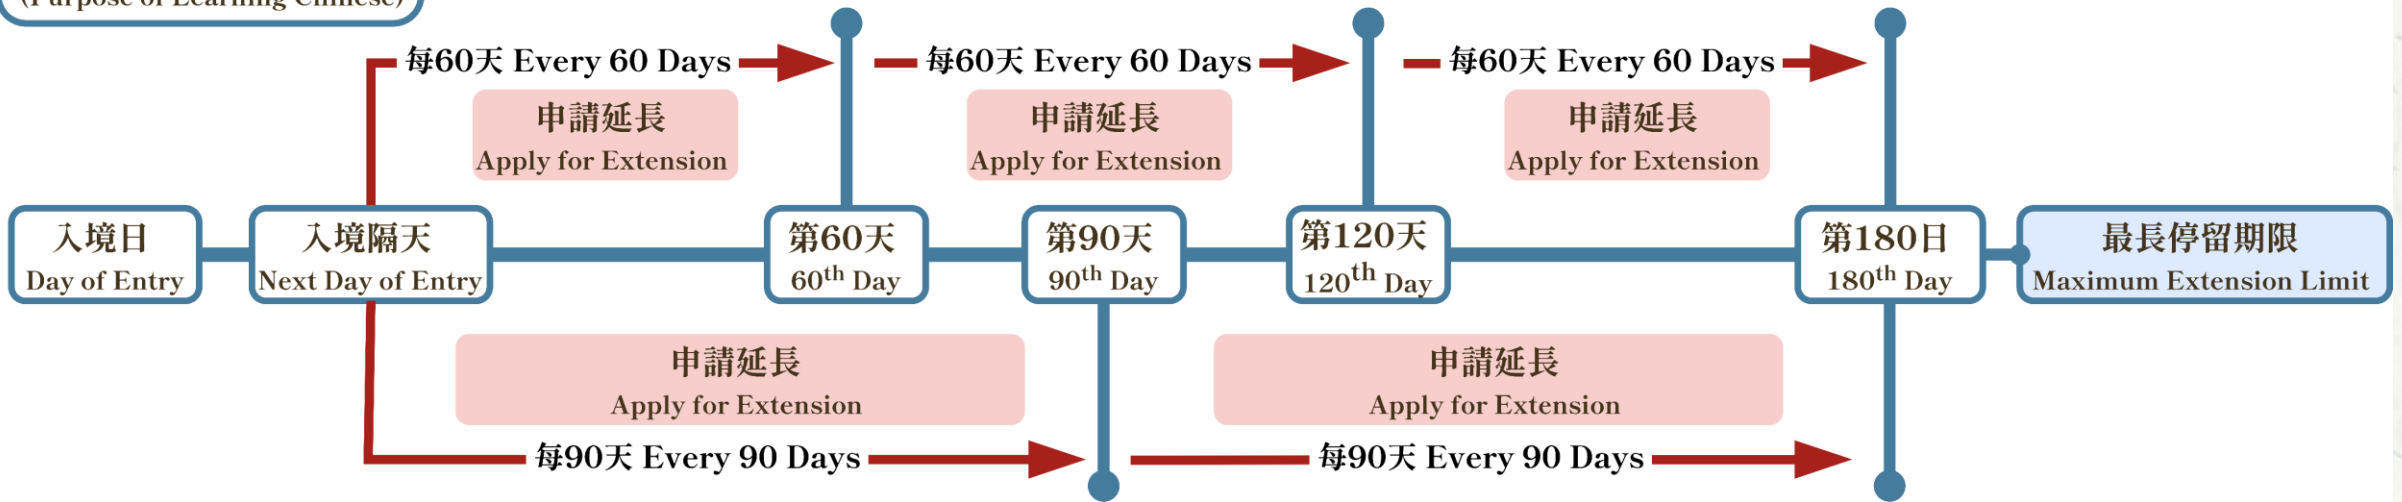 (Purpose of Learning Chinese)
每60天 Every 60 Days
每60天 Every 60 Days
每60天 Every 60 Days
申請延長
Apply for Extension
申請延長
Apply for Extension
申請延長
Apply for Extension
入境日
Day of Entry
入境隔天
Next Day of Entry
第60天
60th Day
第90天
90th Day
第120天
120th Day
第180日
180th Day
最長停留期限
Maximum Extension Limit
申請延長
Apply for Extension
申請延長
Apply for Extension
每90天 Every 90 Days
每90天 Every 90 Days